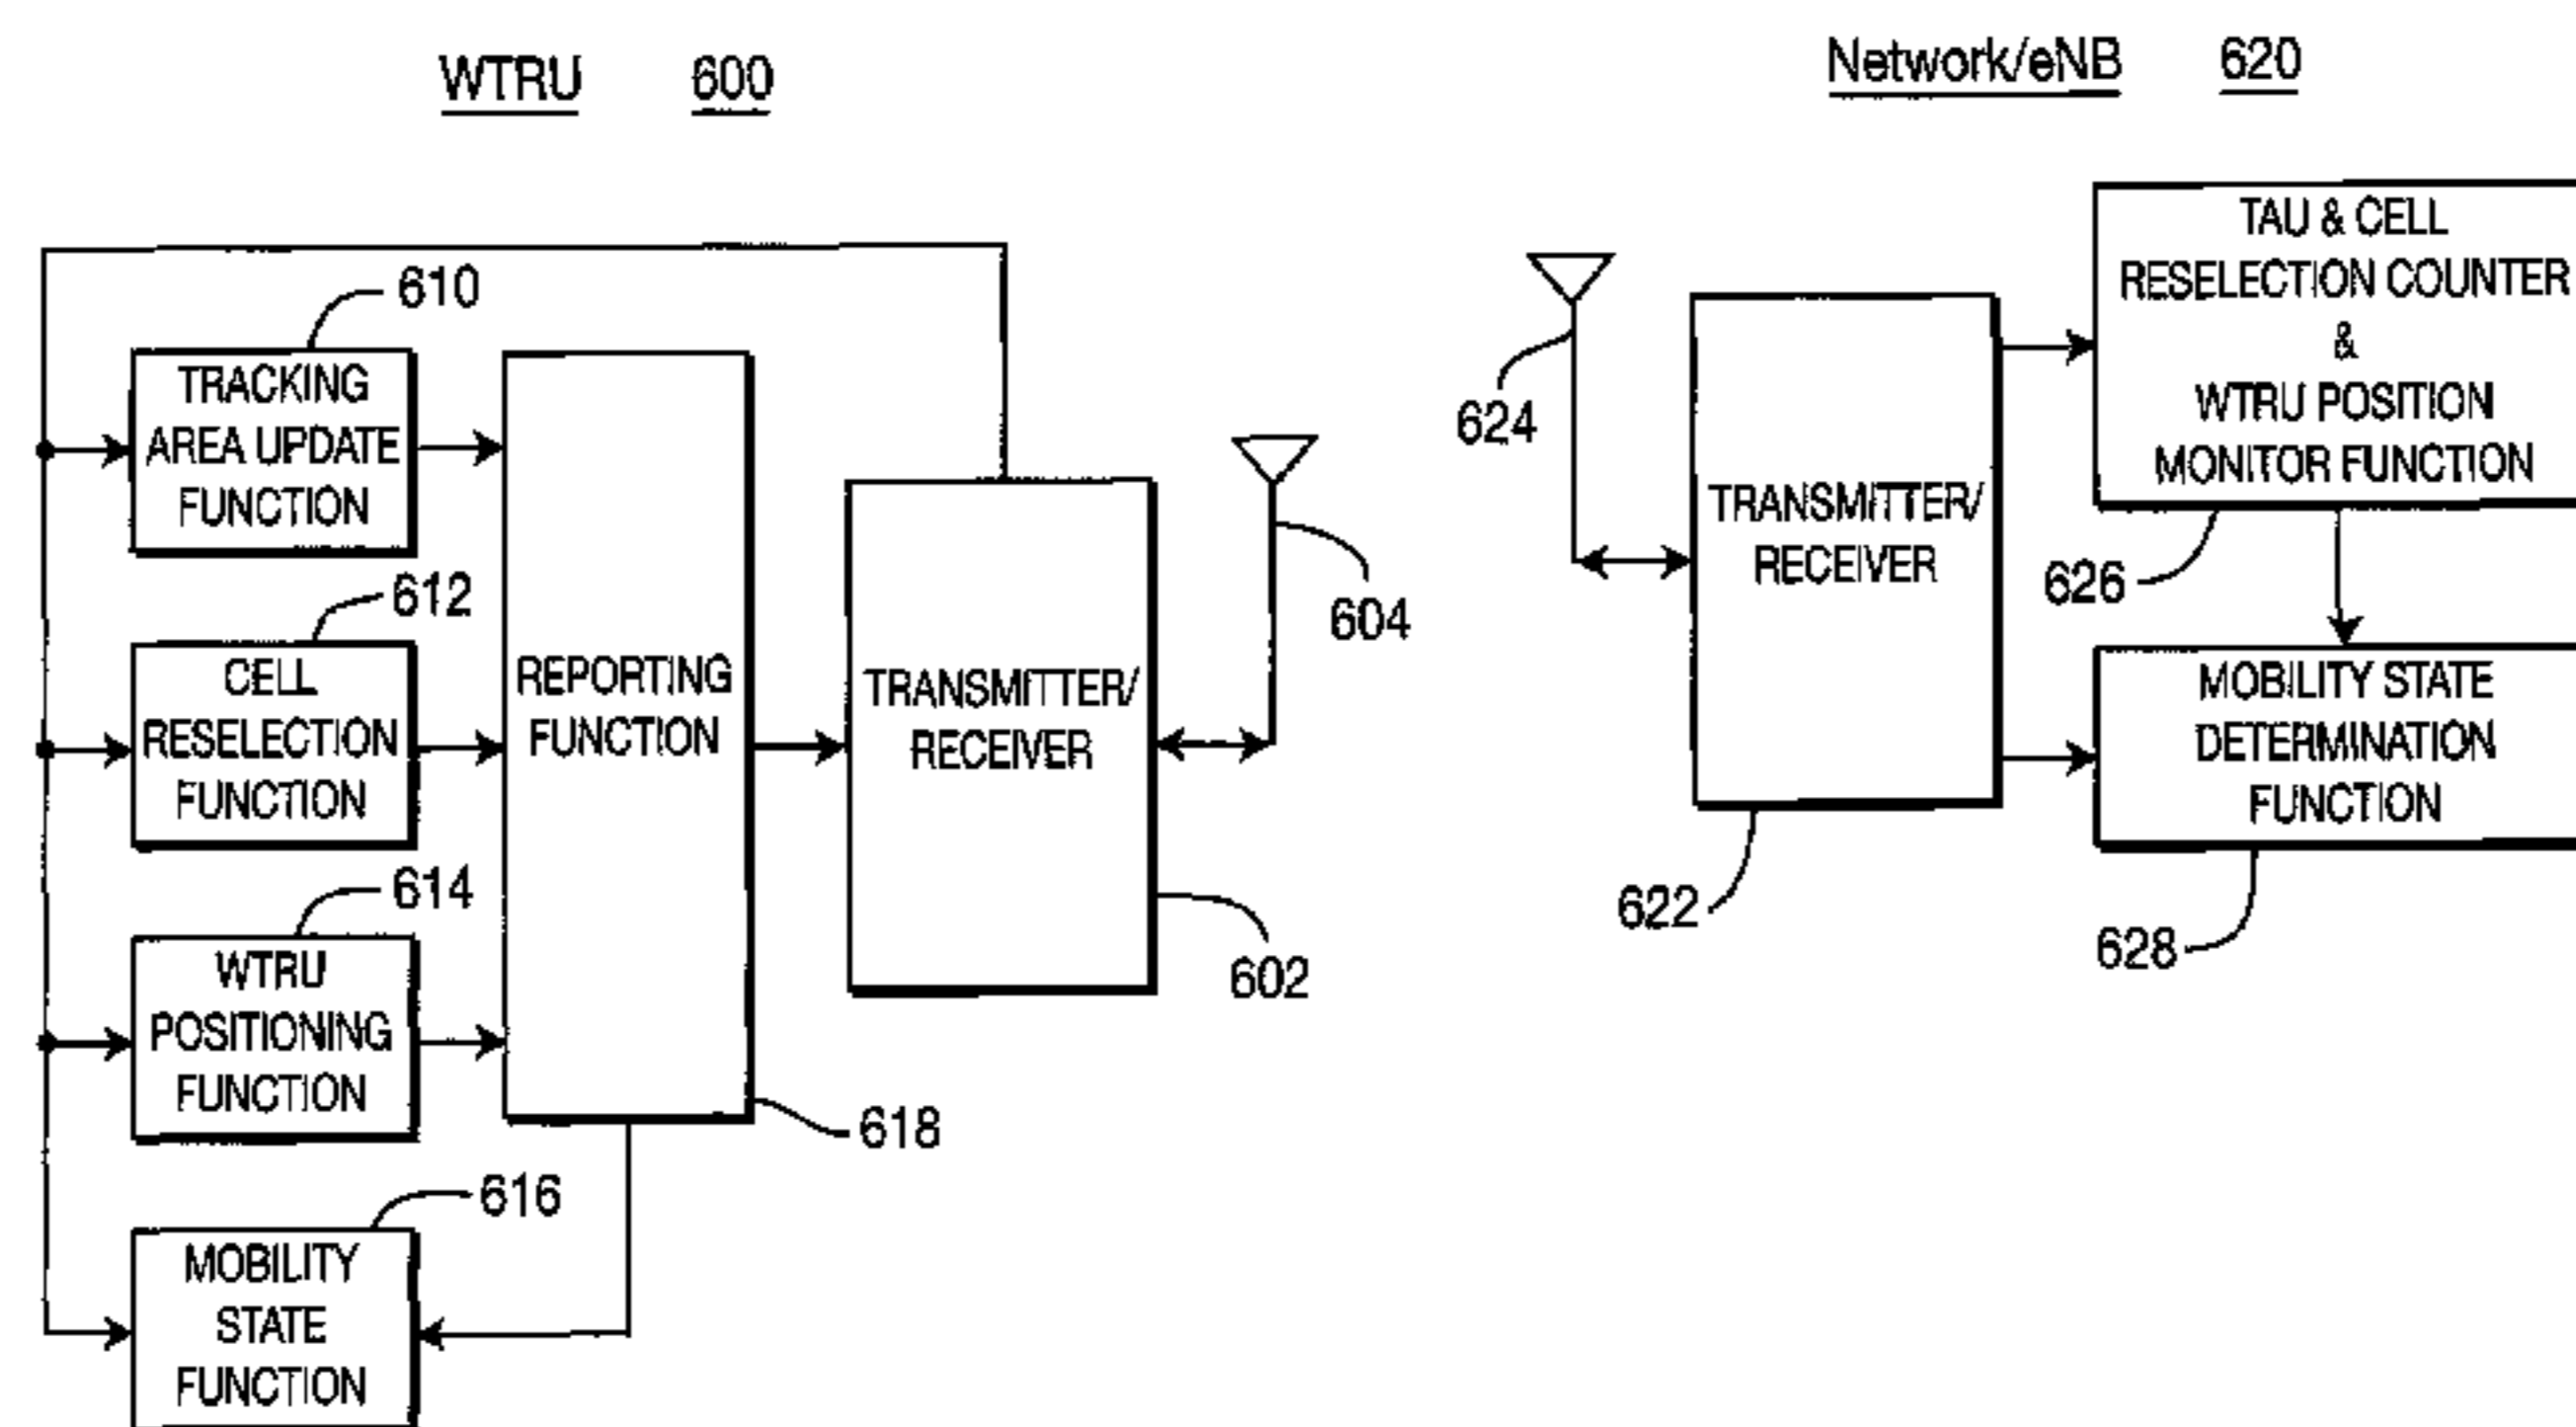 WTRU 600
Network/eNB 620
610
TRACKING
AREA UPDATE
FUNCTION
612
CELL
RESELECTION
FUNCTION
614
WTRU
POSITIONING
FUNCTION
616
MOBILITY
STATE
FUNCTION
REPORTING
FUNCTION
618
TRANSMITTER/
RECEIVER
602
604
624
TRANSMITTER/
RECEIVER
622
TAU & CELL
RESELECTION COUNTER
&
WTRU POSITION
MONITOR FUNCTION
626
MOBILITY STATE
DETERMINATION
FUNCTION
628